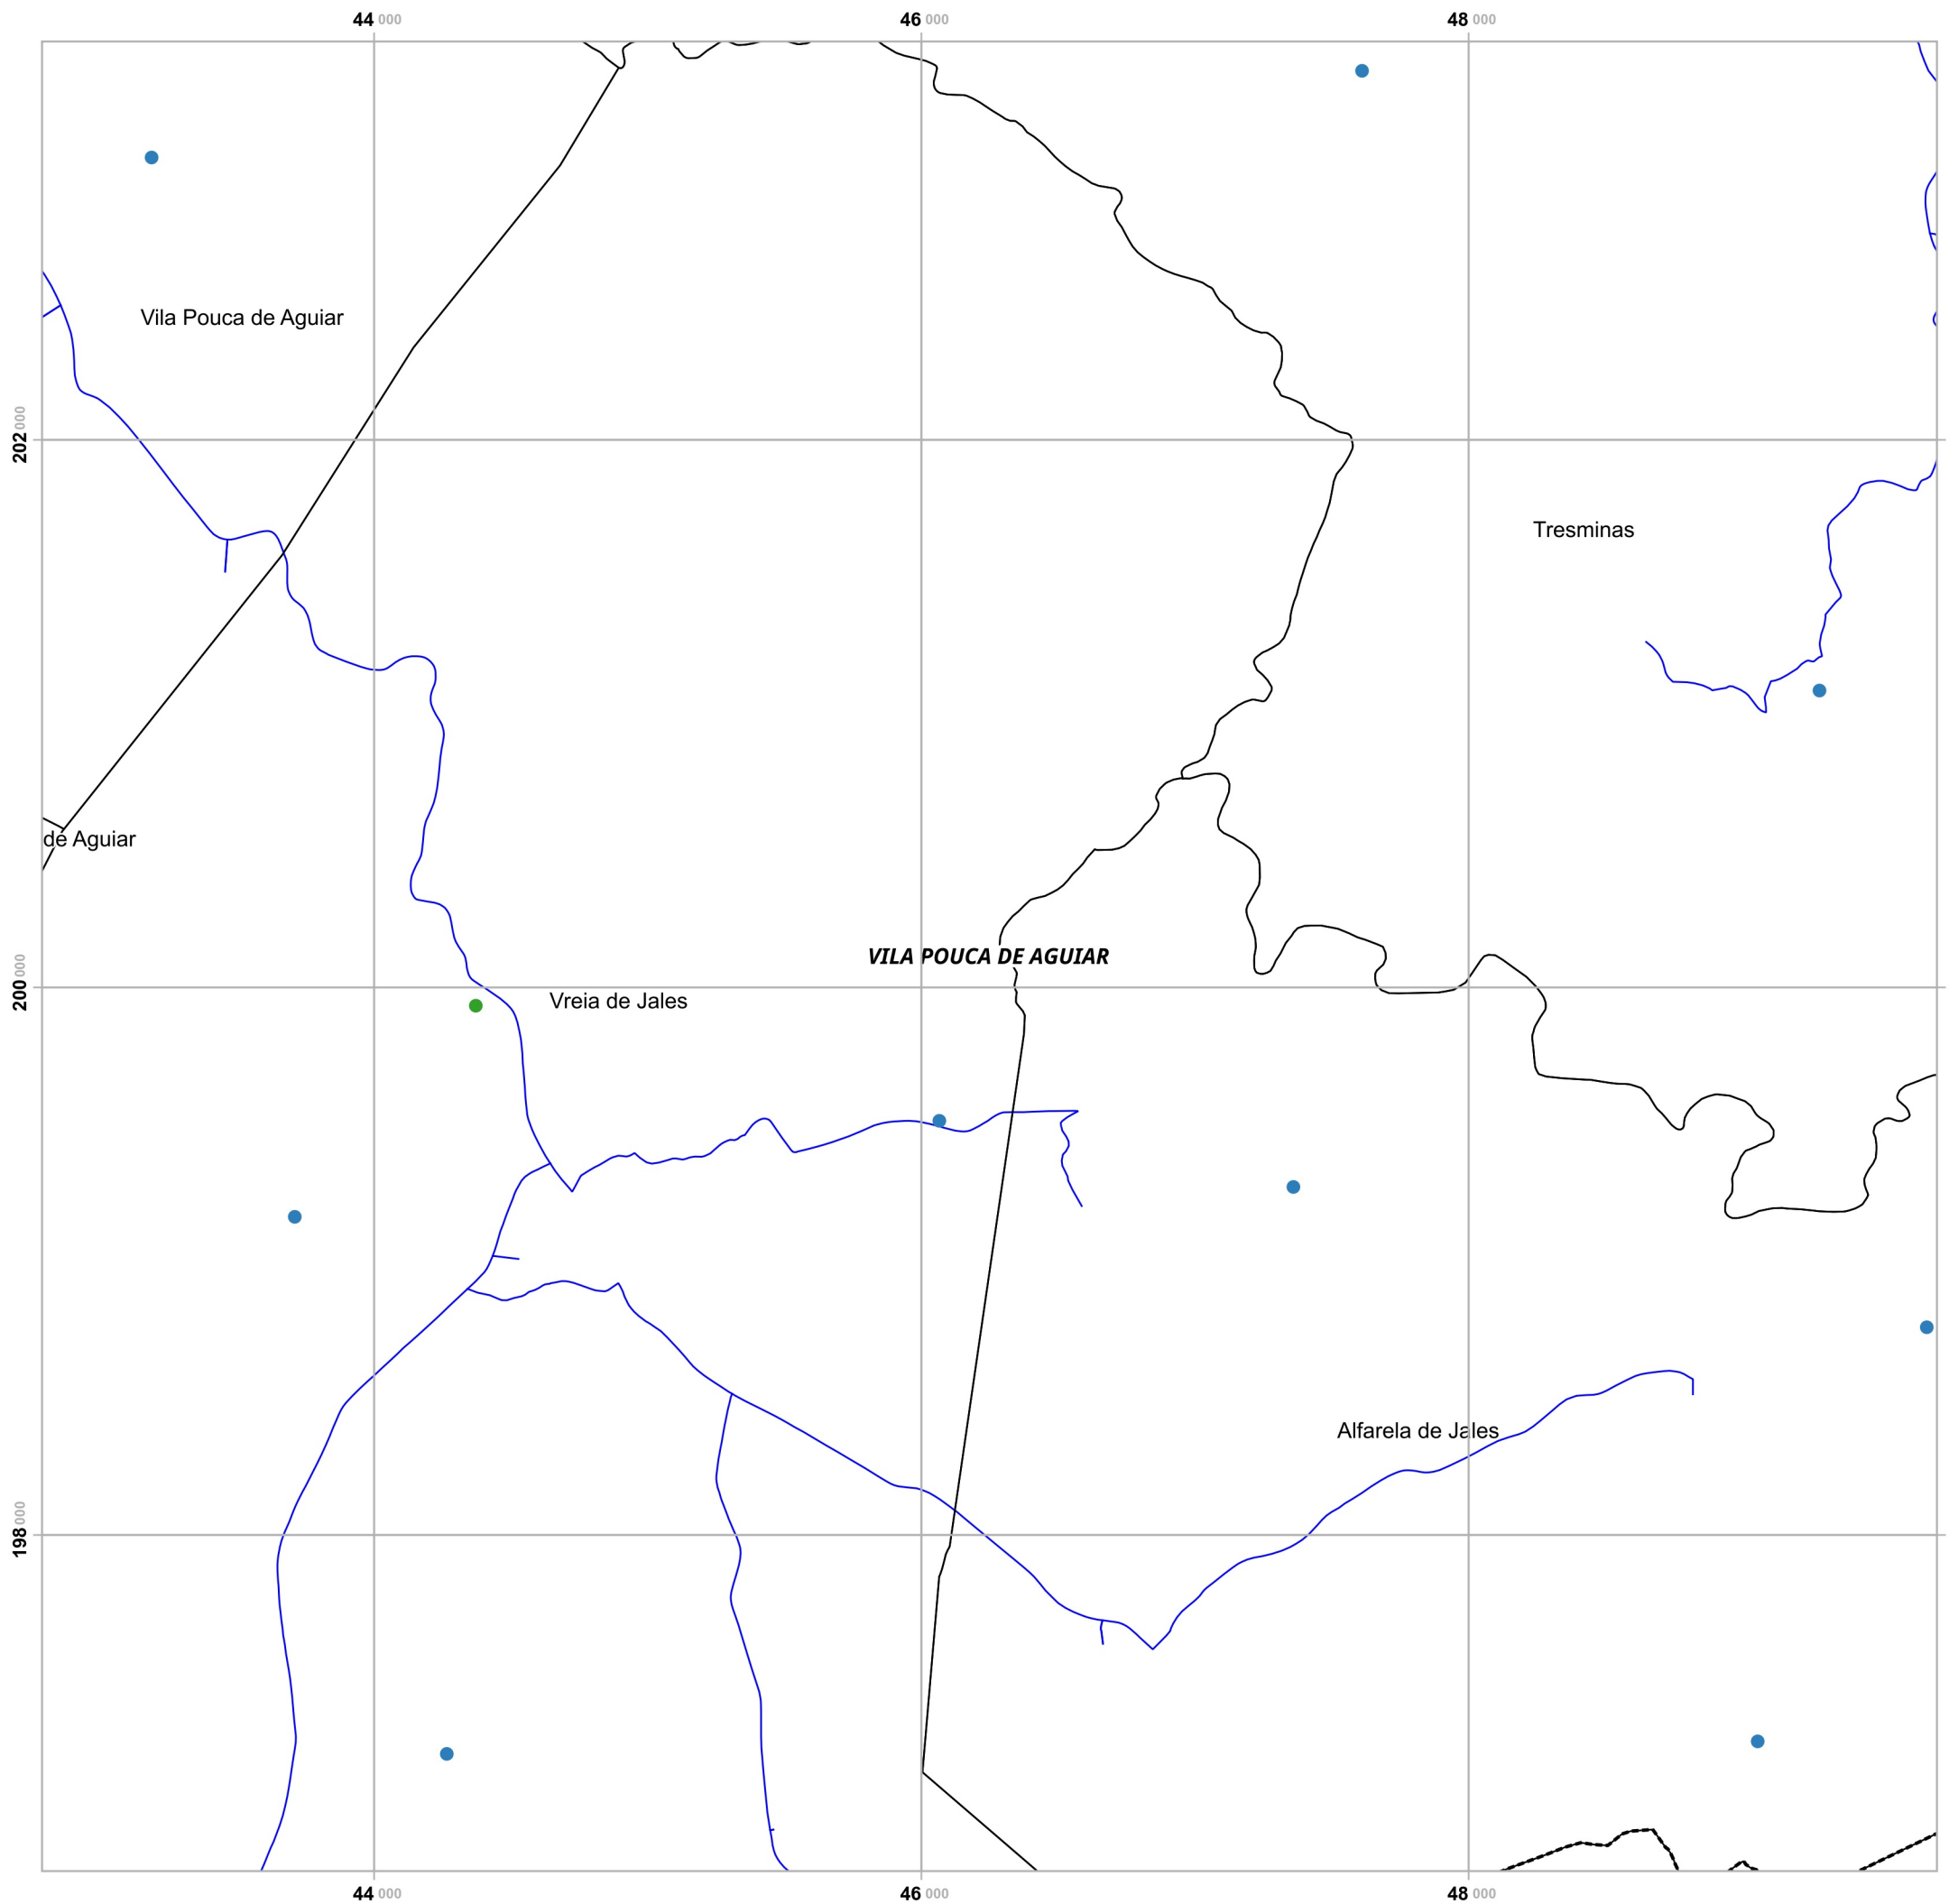 44 000 46 000 48 000
Vila Pouca de Aguiar
202 000
Tresminas
de Aguiar
VILA POUCA DE AGUIAR
200 000
Vreia de Jales
Alfarela de Jales
198 000
44 000 46 000 48 000